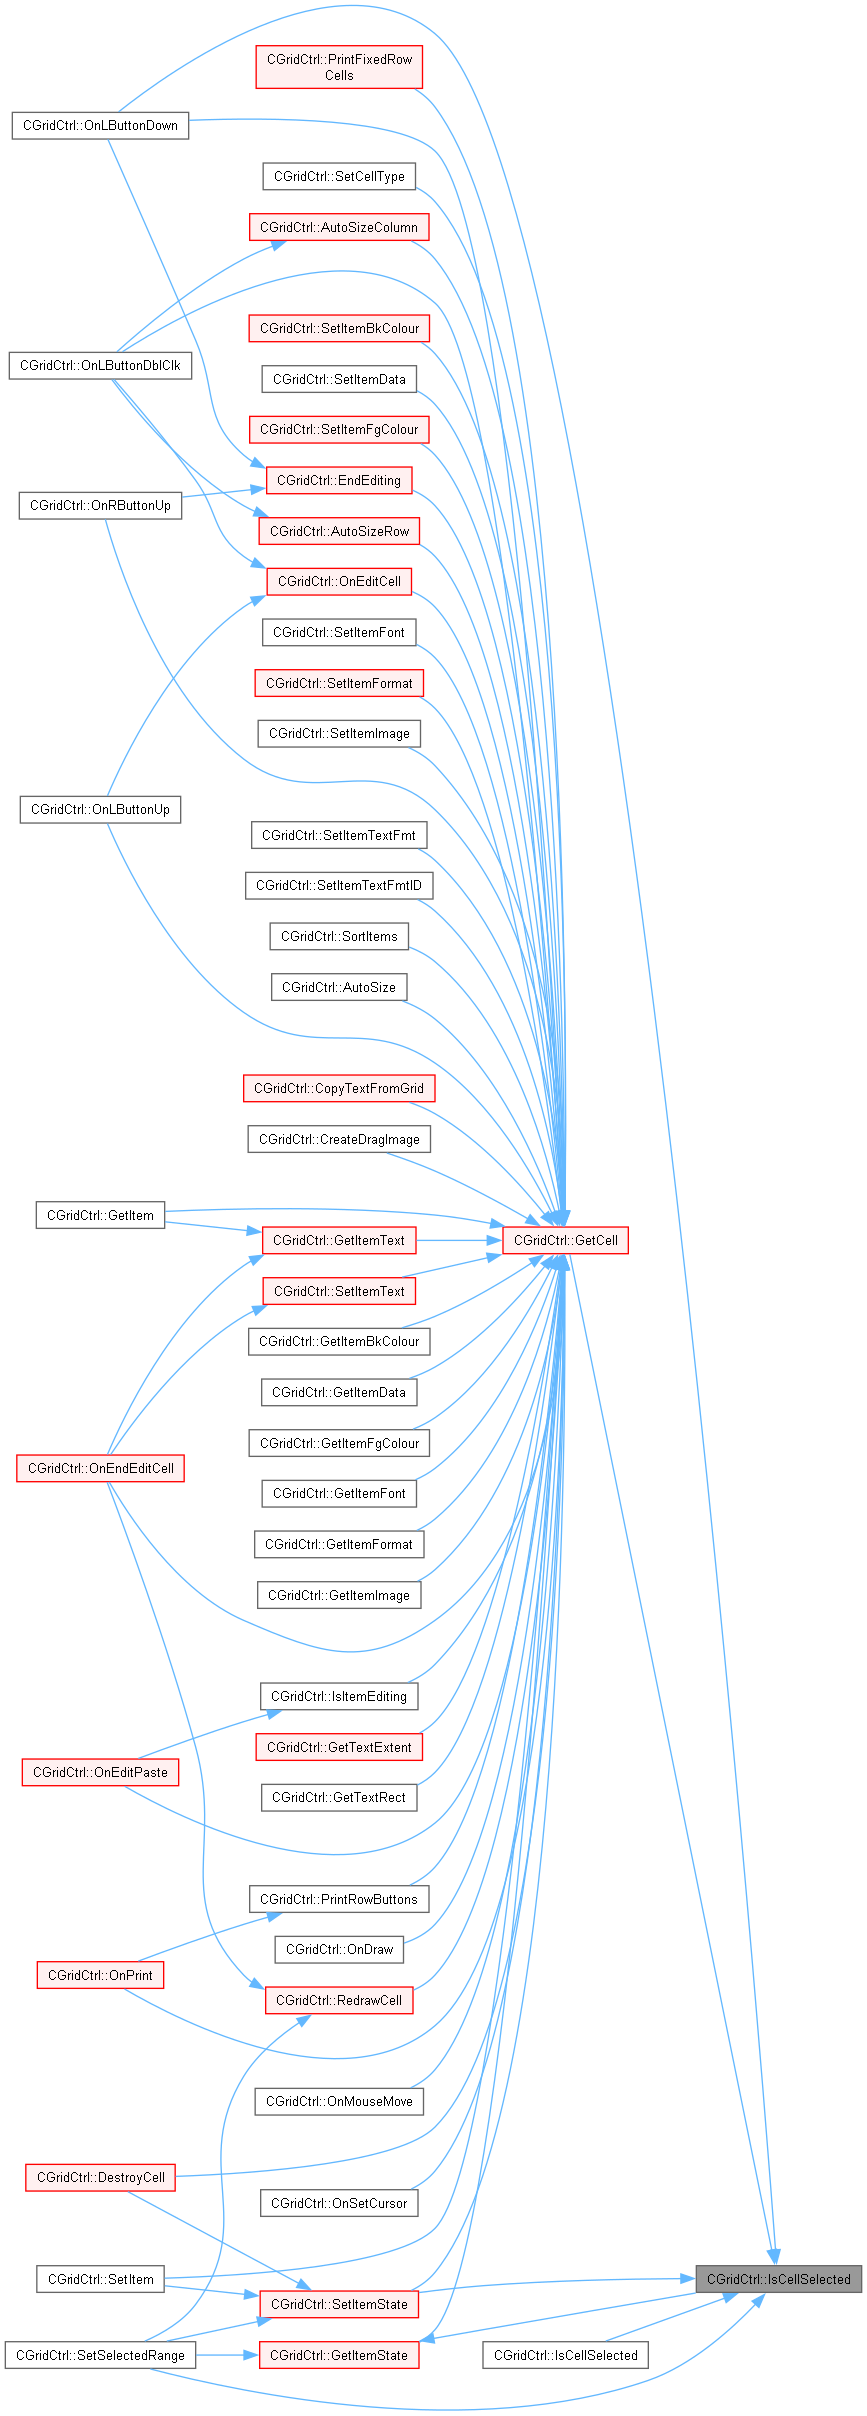 CGridCtrl::PrintFixedRow
Cells
CGridCtrl::OnLButtonDown
CGridCtrl::SetCellType
CGridCtrl::AutoSizeColumn
CGridCtrl::SetItemBkColour
CGridCtrl::OnLButtonDblClk
CGridCtrl::SetItemData
CGridCtrl::SetItemFgColour
CGridCtrl::EndEditing
CGridCtrl::OnRButtonUp
CGridCtrl::AutoSizeRow
CGridCtrl::OnEditCell
CGridCtrl::SetItemFont
CGridCtrl::SetItemFormat
CGridCtrl::SetItemImage
CGridCtrl::OnLButtonUp
CGridCtrl::SetItemTextFmt
CGridCtrl::SetItemTextFmtID
CGridCtrl::SortItems
CGridCtrl::AutoSize
CGridCtrl::CopyTextFromGrid
CGridCtrl::CreateDragImage
CGridCtrl::GetItem
CGridCtrl::GetItemText
CGridCtrl::GetCell
CGridCtrl::SetItemText
CGridCtrl::GetItemBkColour
CGridCtrl::GetItemData
CGridCtrl::GetItemFgColour
CGridCtrl::OnEndEditCell
CGridCtrl::GetItemFont
CGridCtrl::GetItemFormat
CGridCtrl::GetItemImage
CGridCtrl::IsItemEditing
CGridCtrl::GetTextExtent
CGridCtrl::OnEditPaste
CGridCtrl::GetTextRect
CGridCtrl::PrintRowButtons
CGridCtrl::OnDraw
CGridCtrl::OnPrint
CGridCtrl::RedrawCell
CGridCtrl::OnMouseMove
CGridCtrl::DestroyCell
CGridCtrl::OnSetCursor
CGridCtrl::SetItem
CGridCtrl::IsCellSelected
CGridCtrl::SetItemState
CGridCtrl::SetSelectedRange
CGridCtrl::GetItemState
CGridCtrl::IsCellSelected